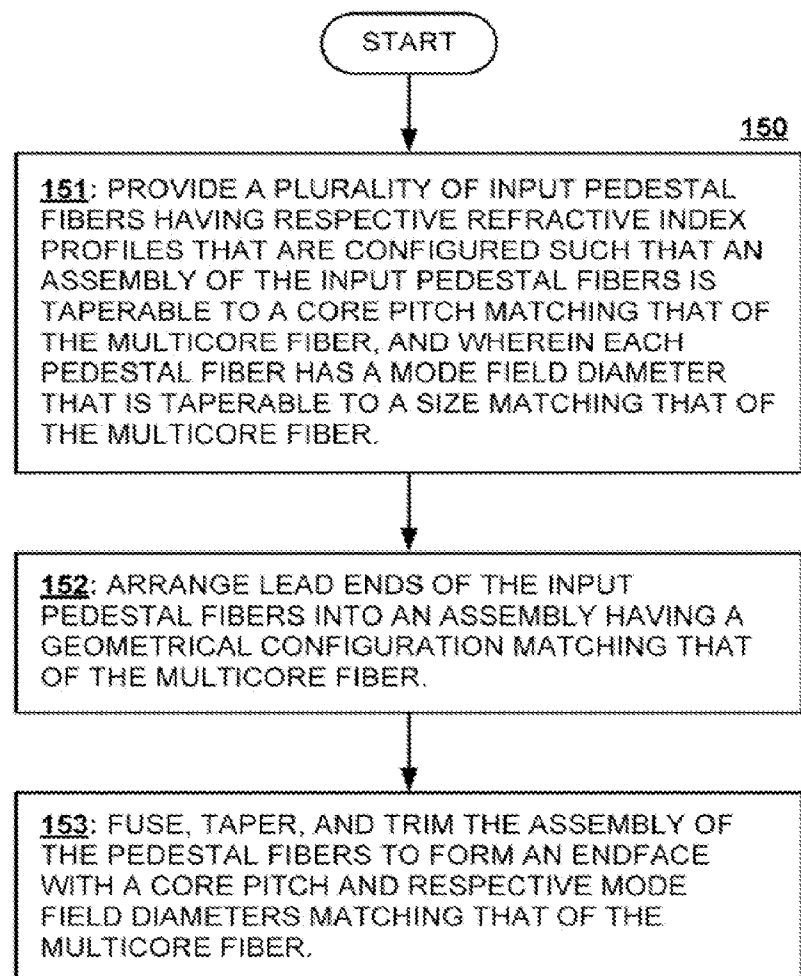 START
150
151: PROVIDE A PLURALITY OF INPUT PEDESTAL
FIBERS HAVING RESPECTIVE REFRACTIVE INDEX
PROFILES THAT ARE CONFIGURED SUCH THAT AN
ASSEMBLY OF THE INPUT PEDESTAL FIBERS IS
TAPERABLE TO A CORE PITCH MATCHING THAT OF
THE MULTICORE FIBER, AND WHEREIN EACH
PEDESTAL FIBER HAS A MODE FIELD DIAMETER
THAT IS TAPERABLE TO A SIZE MATCHING THAT OF
THE MULTICORE FIBER.
152: ARRANGE LEAD ENDS OF THE INPUT
PEDESTAL FIBERS INTO AN ASSEMBLY HAVING A
GEOMETRICAL CONFIGURATION MATCHING THAT
OF THE MULTICORE FIBER.
153: FUSE, TAPER, AND TRIM THE ASSEMBLY OF
THE PEDESTAL FIBERS TO FORM AN ENDFACE
WITH A CORE PITCH AND RESPECTIVE MODE
FIELD DIAMETERS MATCHING THAT OF THE
MULTICORE FIBER.